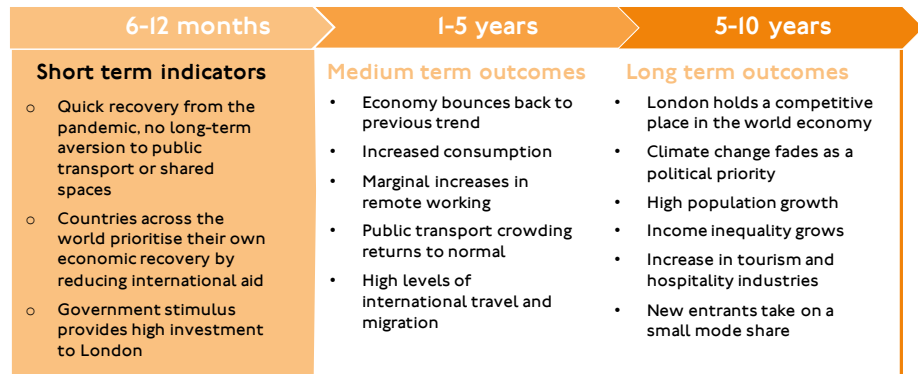 6-12 months
1-5 years
5-10 years
Short term indicators
o Quick recovery from the
pandemic, no long-term
aversion to public
transport or shared
spaces
o Countries across the
world prioritise their own
economic recovery by
reducing international aid
o Government stimulus
provides high investment
to London
Medium term outcomes
• Economy bounces back to
previous trend
• Increased consumption
• Marginal increases in
remote working
• Public transport crowding
returns to normal
• High levels of
international travel and
migration
Long term outcomes
• London holds a competitive
place in the world economy
• Climate change fades as a
political priority
• High population growth
• Income inequality grows
• Increase in tourism and
hospitality industries
• New entrants take on a
small mode share